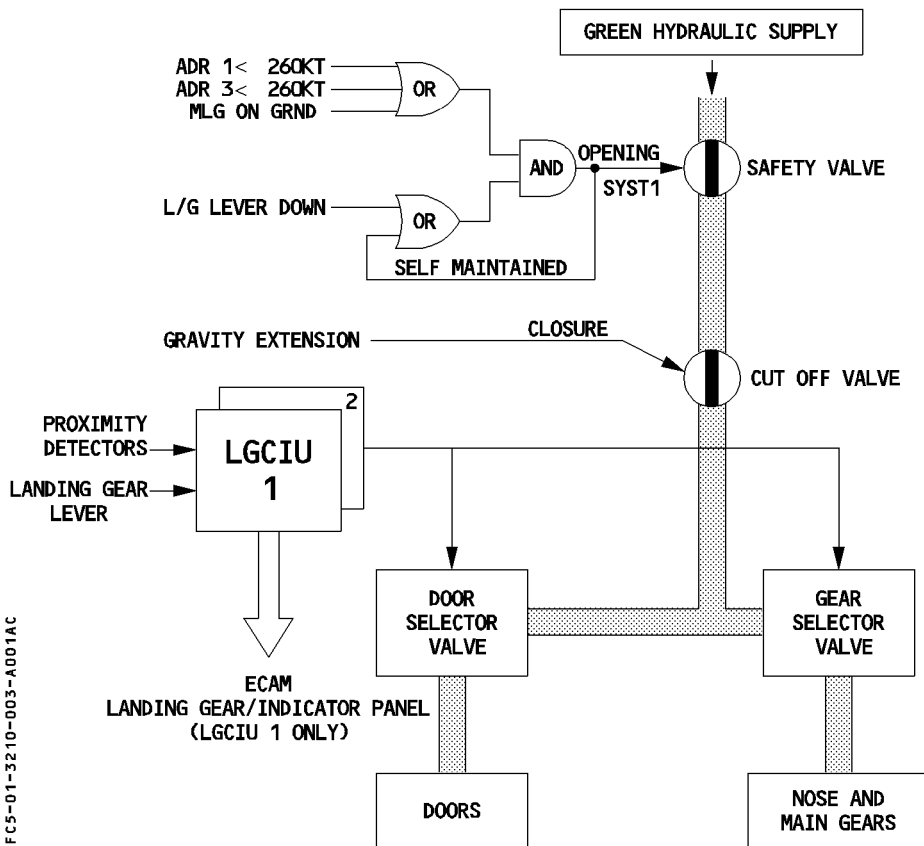 GREEN HYDRAULIC SUPPLY
ADR 1< 260KT
ADR 3< 260KT
MLG ON GRND
OR
AND
OPENING
SYST1
SAFETY VALVE
L/G LEVER DOWN
OR
SELF MAINTAINED
GRAVITY EXTENSION
CLOSURE
CUT OFF VALVE
2
PROXIMITY
DETECTORS
LGCIU
1
LANDING GEAR
LEVER
DOOR
SELECTOR
VALVE
GEAR
SELECTOR
VALVE
ECAM
LANDING GEAR/INDICATOR PANEL
(LGCIU 1 ONLY)
DOORS
NOSE AND
MAIN GEARS
FC5-01-3210-003-A001AC